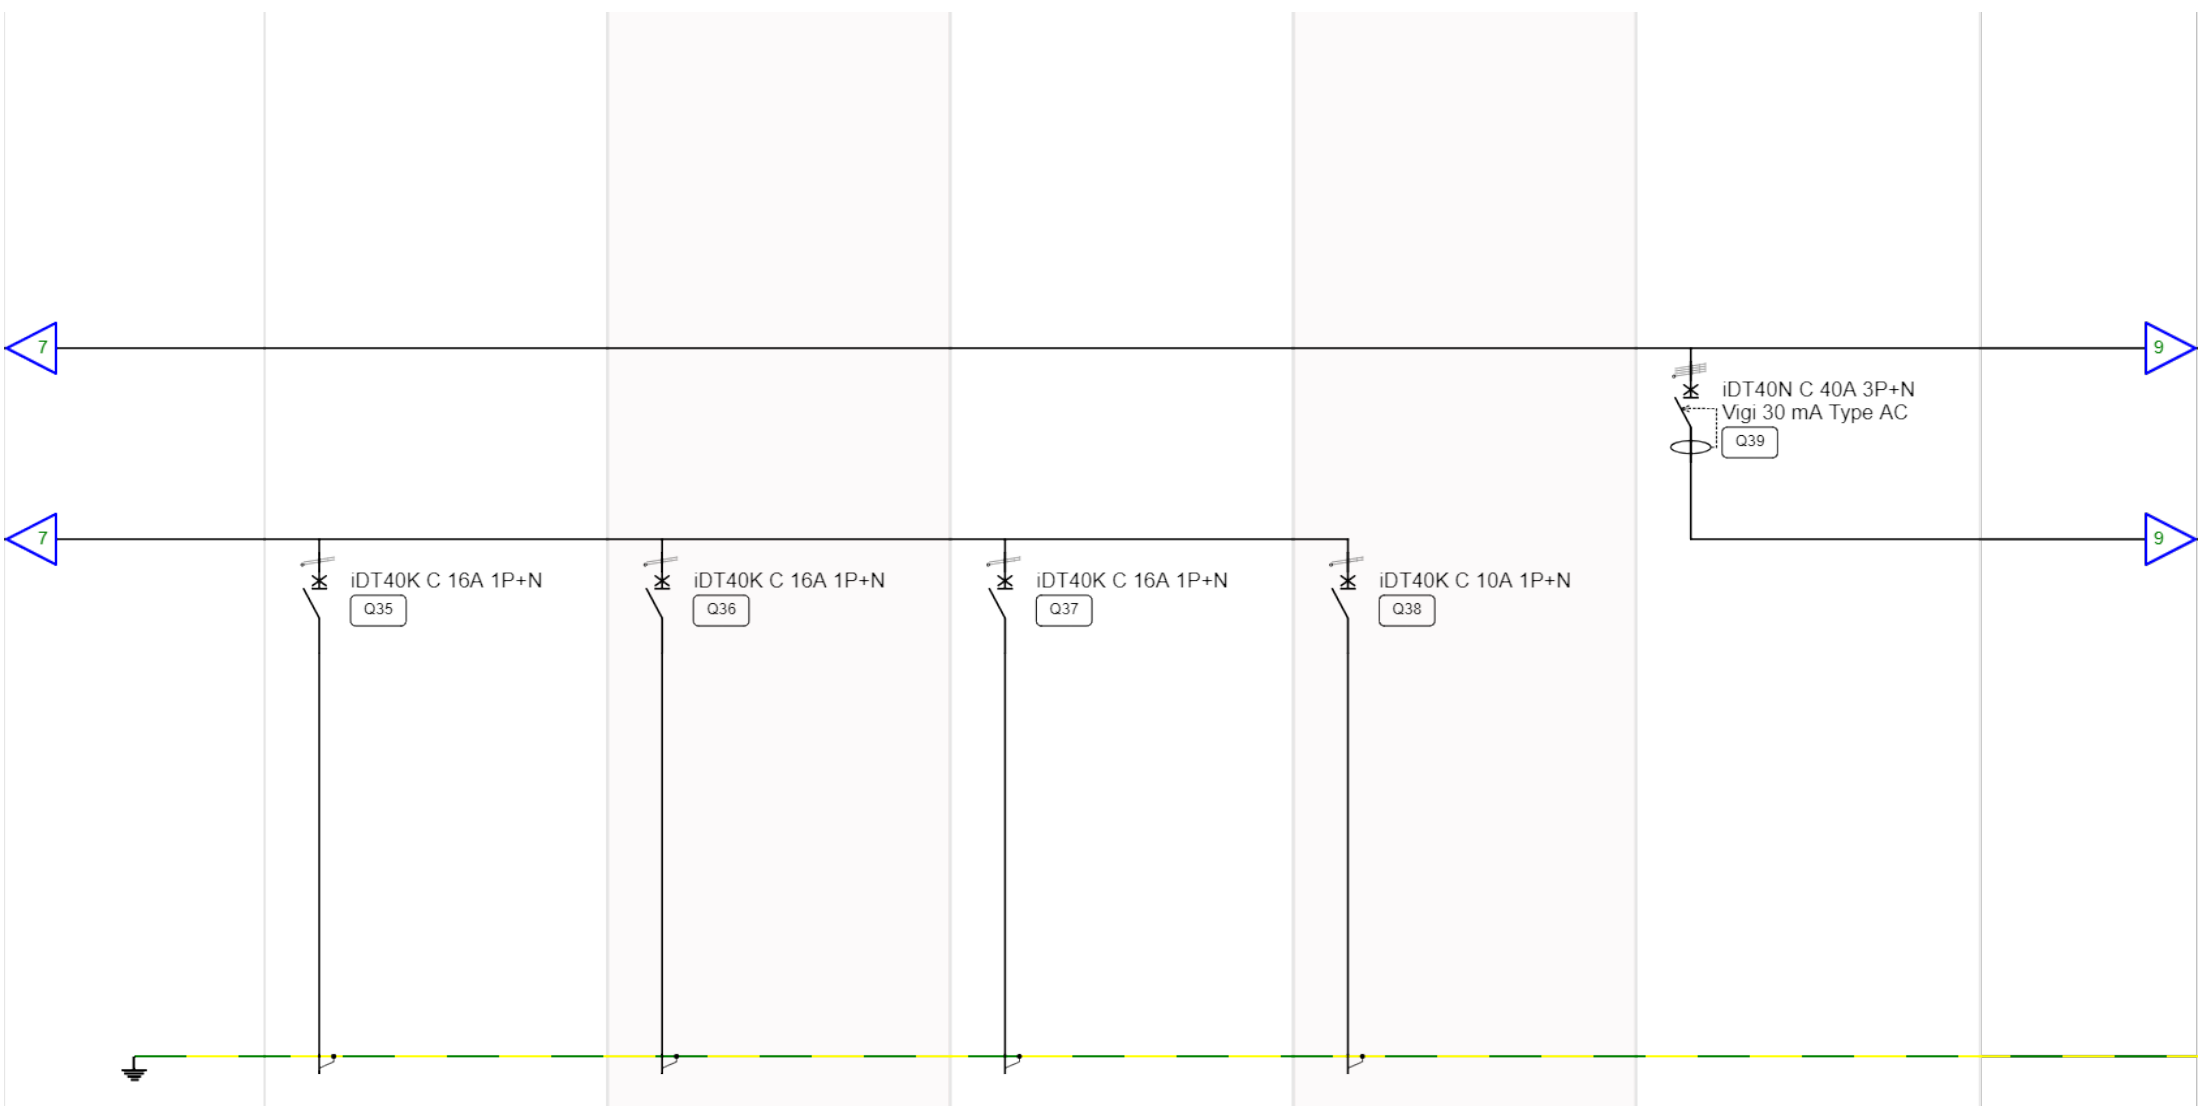 7
9
iDT40N C 40A 3P+N
Vigi 30 mA Type AC
Q39
7
9
iDT40K C 16A 1P+N
Q35
iDT40K C 16A 1P+N
Q36
iDT40K C 16A 1P+N
Q37
iDT40K C 10A 1P+N
Q38